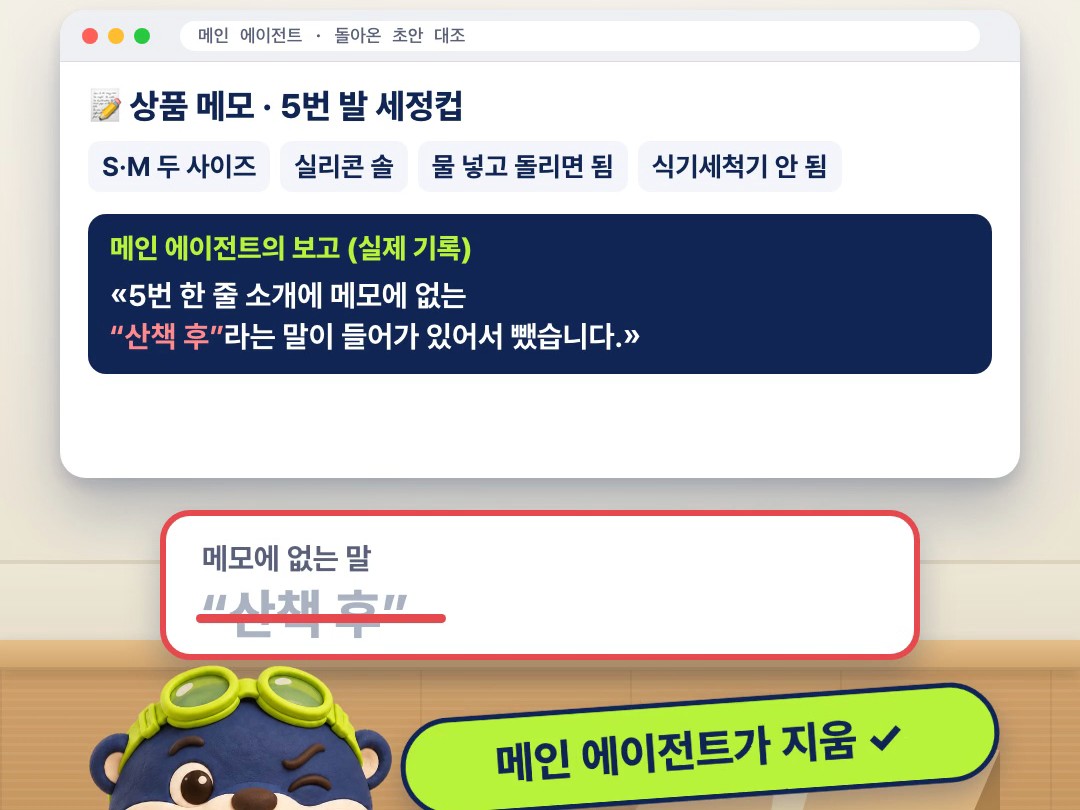 메인 에이전트 · 돌아온 초안 대조
상품 메모 · 5번 발 세정컵
S·M 두 사이즈
실리콘 솔
물 넣고 돌리면 됨
식기세척기 안 됨
메인 에이전트의 보고 (실제 기록)
«5번 한 줄 소개에 메모에 없는
“산책 후”라는 말이 들어가 있어서 뺐습니다.»
메모에 없는 말
“산책 후”
메인 에이전트가 지움 ✓